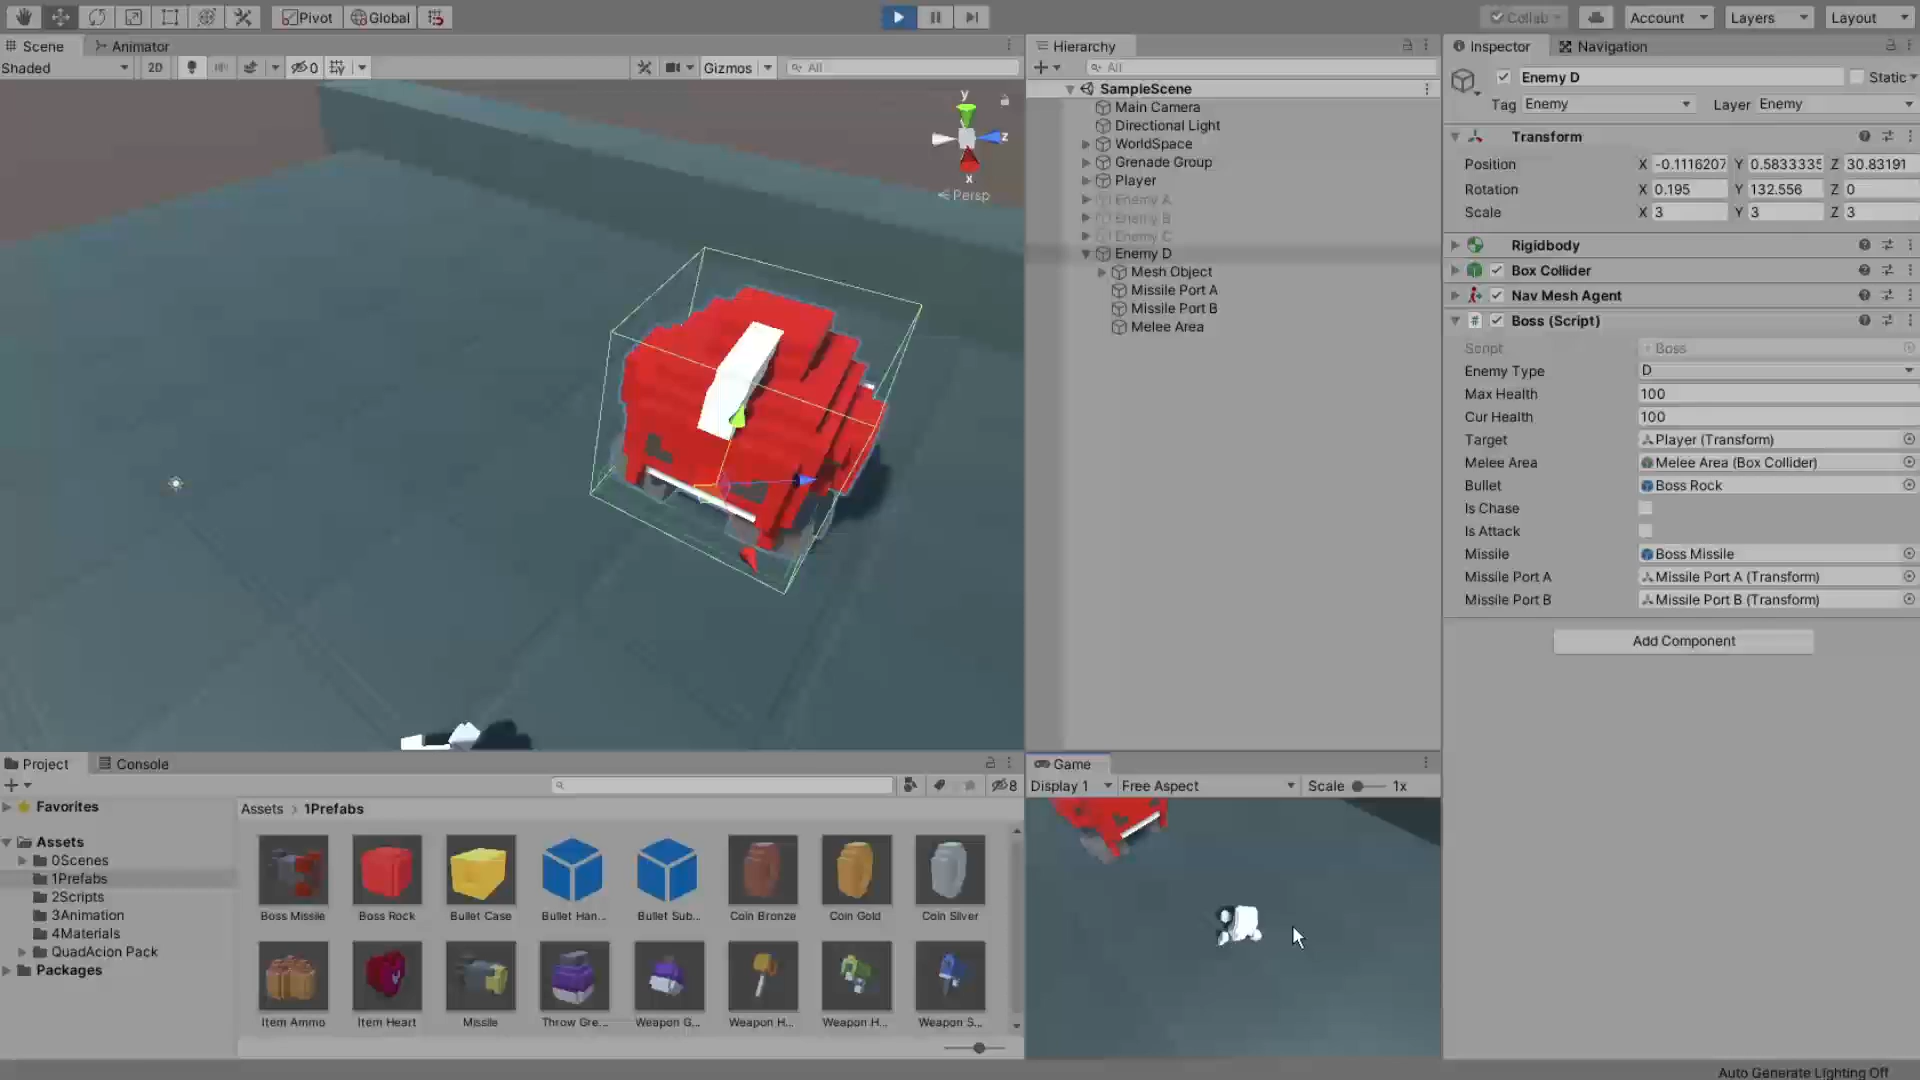 Pivot
Global
Collab
Account
Layers
Layout
Scene
Animator
Shaded
2D
0
Gizmos
All
y
z
x
Persp
Hierarchy
All
SampleScene
Main Camera
Directional Light
WorldSpace
Grenade Group
Player
Enemy A
Enemy B
Enemy C
Enemy D
Mesh Object
Missile Port A
Missile Port B
Melee Area
Inspector
Navigation
Enemy D
Static
Tag Enemy
Layer Enemy
Transform
Position X -0.1116207 Y 0.5833335 Z 30.83191
Rotation X 0.195 Y 132.556 Z 0
Scale X 3 Y 3 Z 3
Rigidbody
Box Collider
Nav Mesh Agent
# Boss (Script)
Script Boss
Enemy Type D
Max Health 100
Cur Health 100
Target Player (Transform)
Melee Area Melee Area (Box Collider)
Bullet Boss Rock
Is Chase
Is Attack
Missile Boss Missile
Missile Port A Missile Port A (Transform)
Missile Port B Missile Port B (Transform)
Add Component
Project
Console
8
Favorites
Assets
0Scenes
1Prefabs
2Scripts
3Animation
4Materials
QuadAcion Pack
Packages
Assets > 1Prefabs
Boss Missile
Boss Rock
Bullet Case
Bullet Han...
Bullet Sub...
Coin Bronze
Coin Gold
Coin Silver
Item Ammo
Item Heart
Missile
Throw Gre...
Weapon G...
Weapon H...
Weapon H...
Weapon S...
Game
Display 1
Free Aspect
Scale
1x
Auto Generate Lighting Off